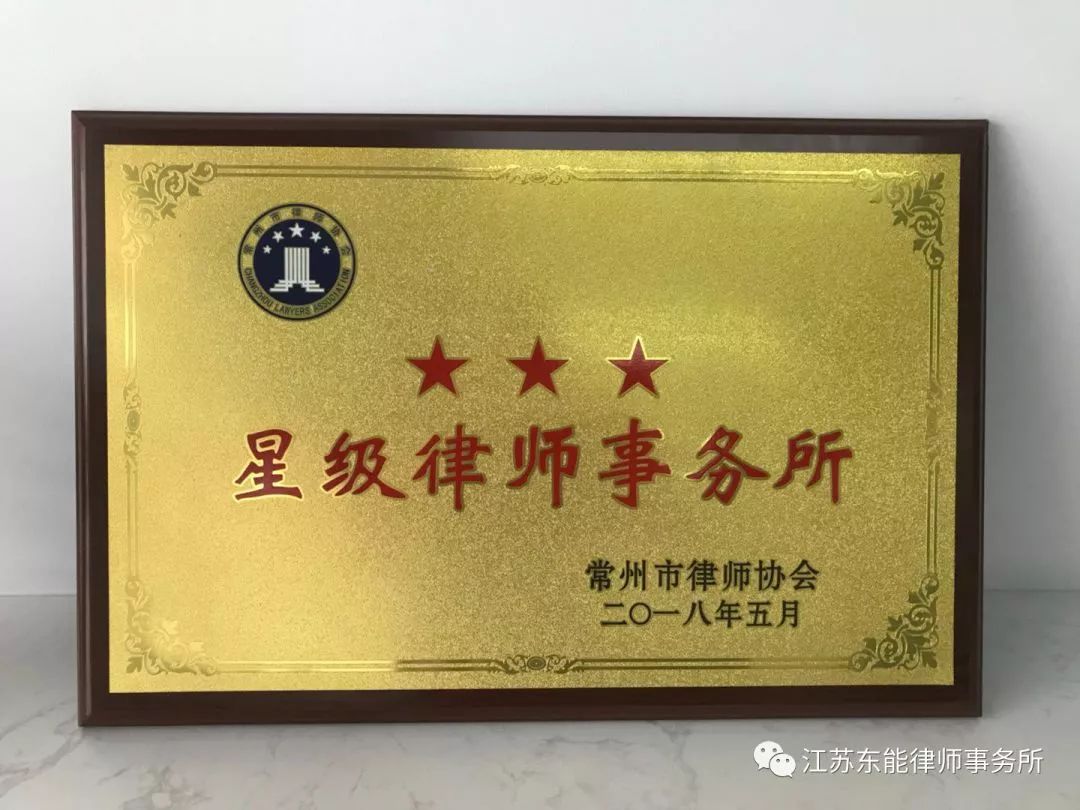 常州市律师协会
CHANGZHOU LAWYERS ASSOCIATION
★ ★ ★
星级律师事务所
常州市律师协会
二〇一八年五月
江苏东能律师事务所